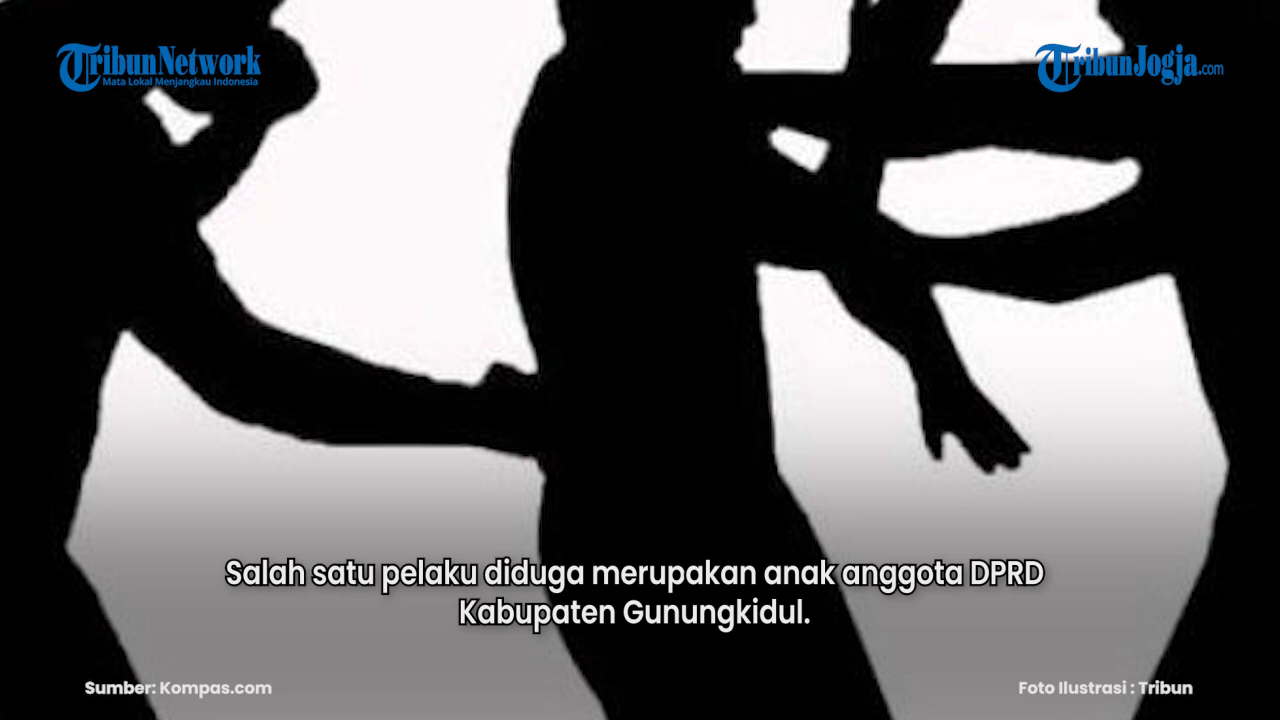 TribunNetwork
Mata Lokal Menjangkau Indonesia
TribunJogja.com
Salah satu pelaku diduga merupakan anak anggota DPRD
Kabupaten Gunungkidul.
Sumber: Kompas.com
Foto Ilustrasi : Tribun